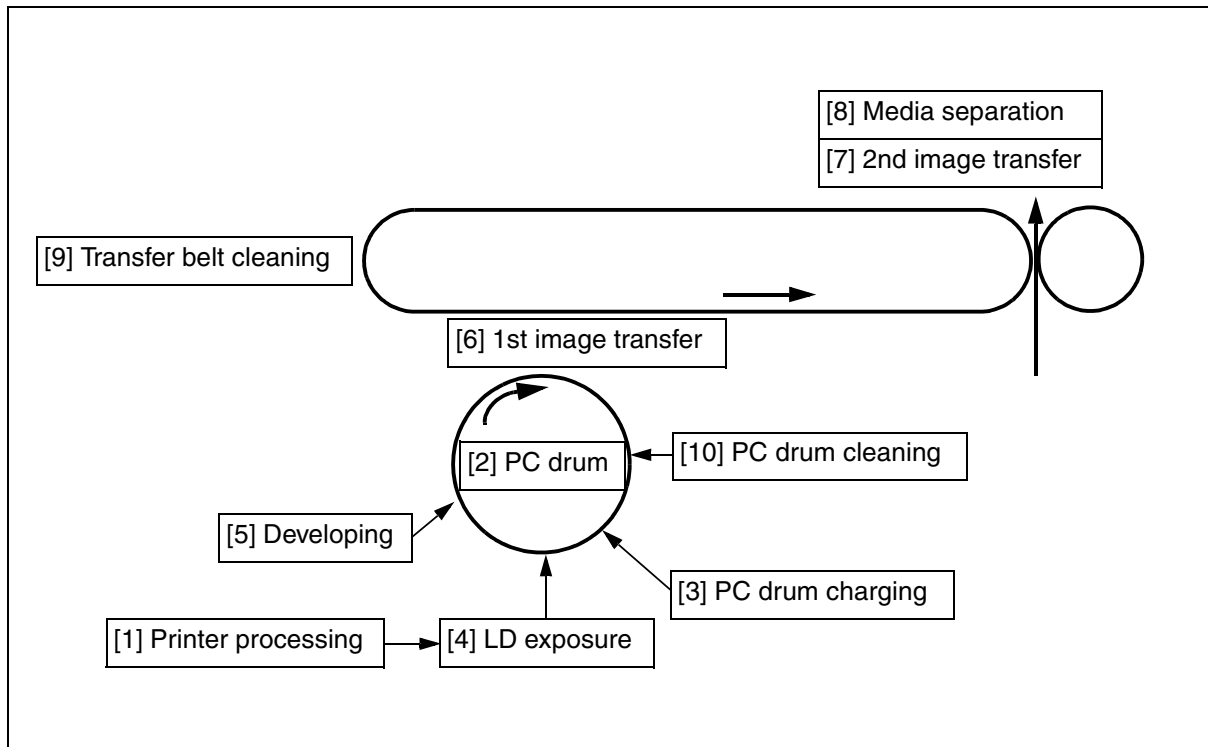 [8] Media separation
[7] 2nd image transfer
[9] Transfer belt cleaning
[6] 1st image transfer
[2] PC drum
[10] PC drum cleaning
[5] Developing
[3] PC drum charging
[1] Printer processing
[4] LD exposure